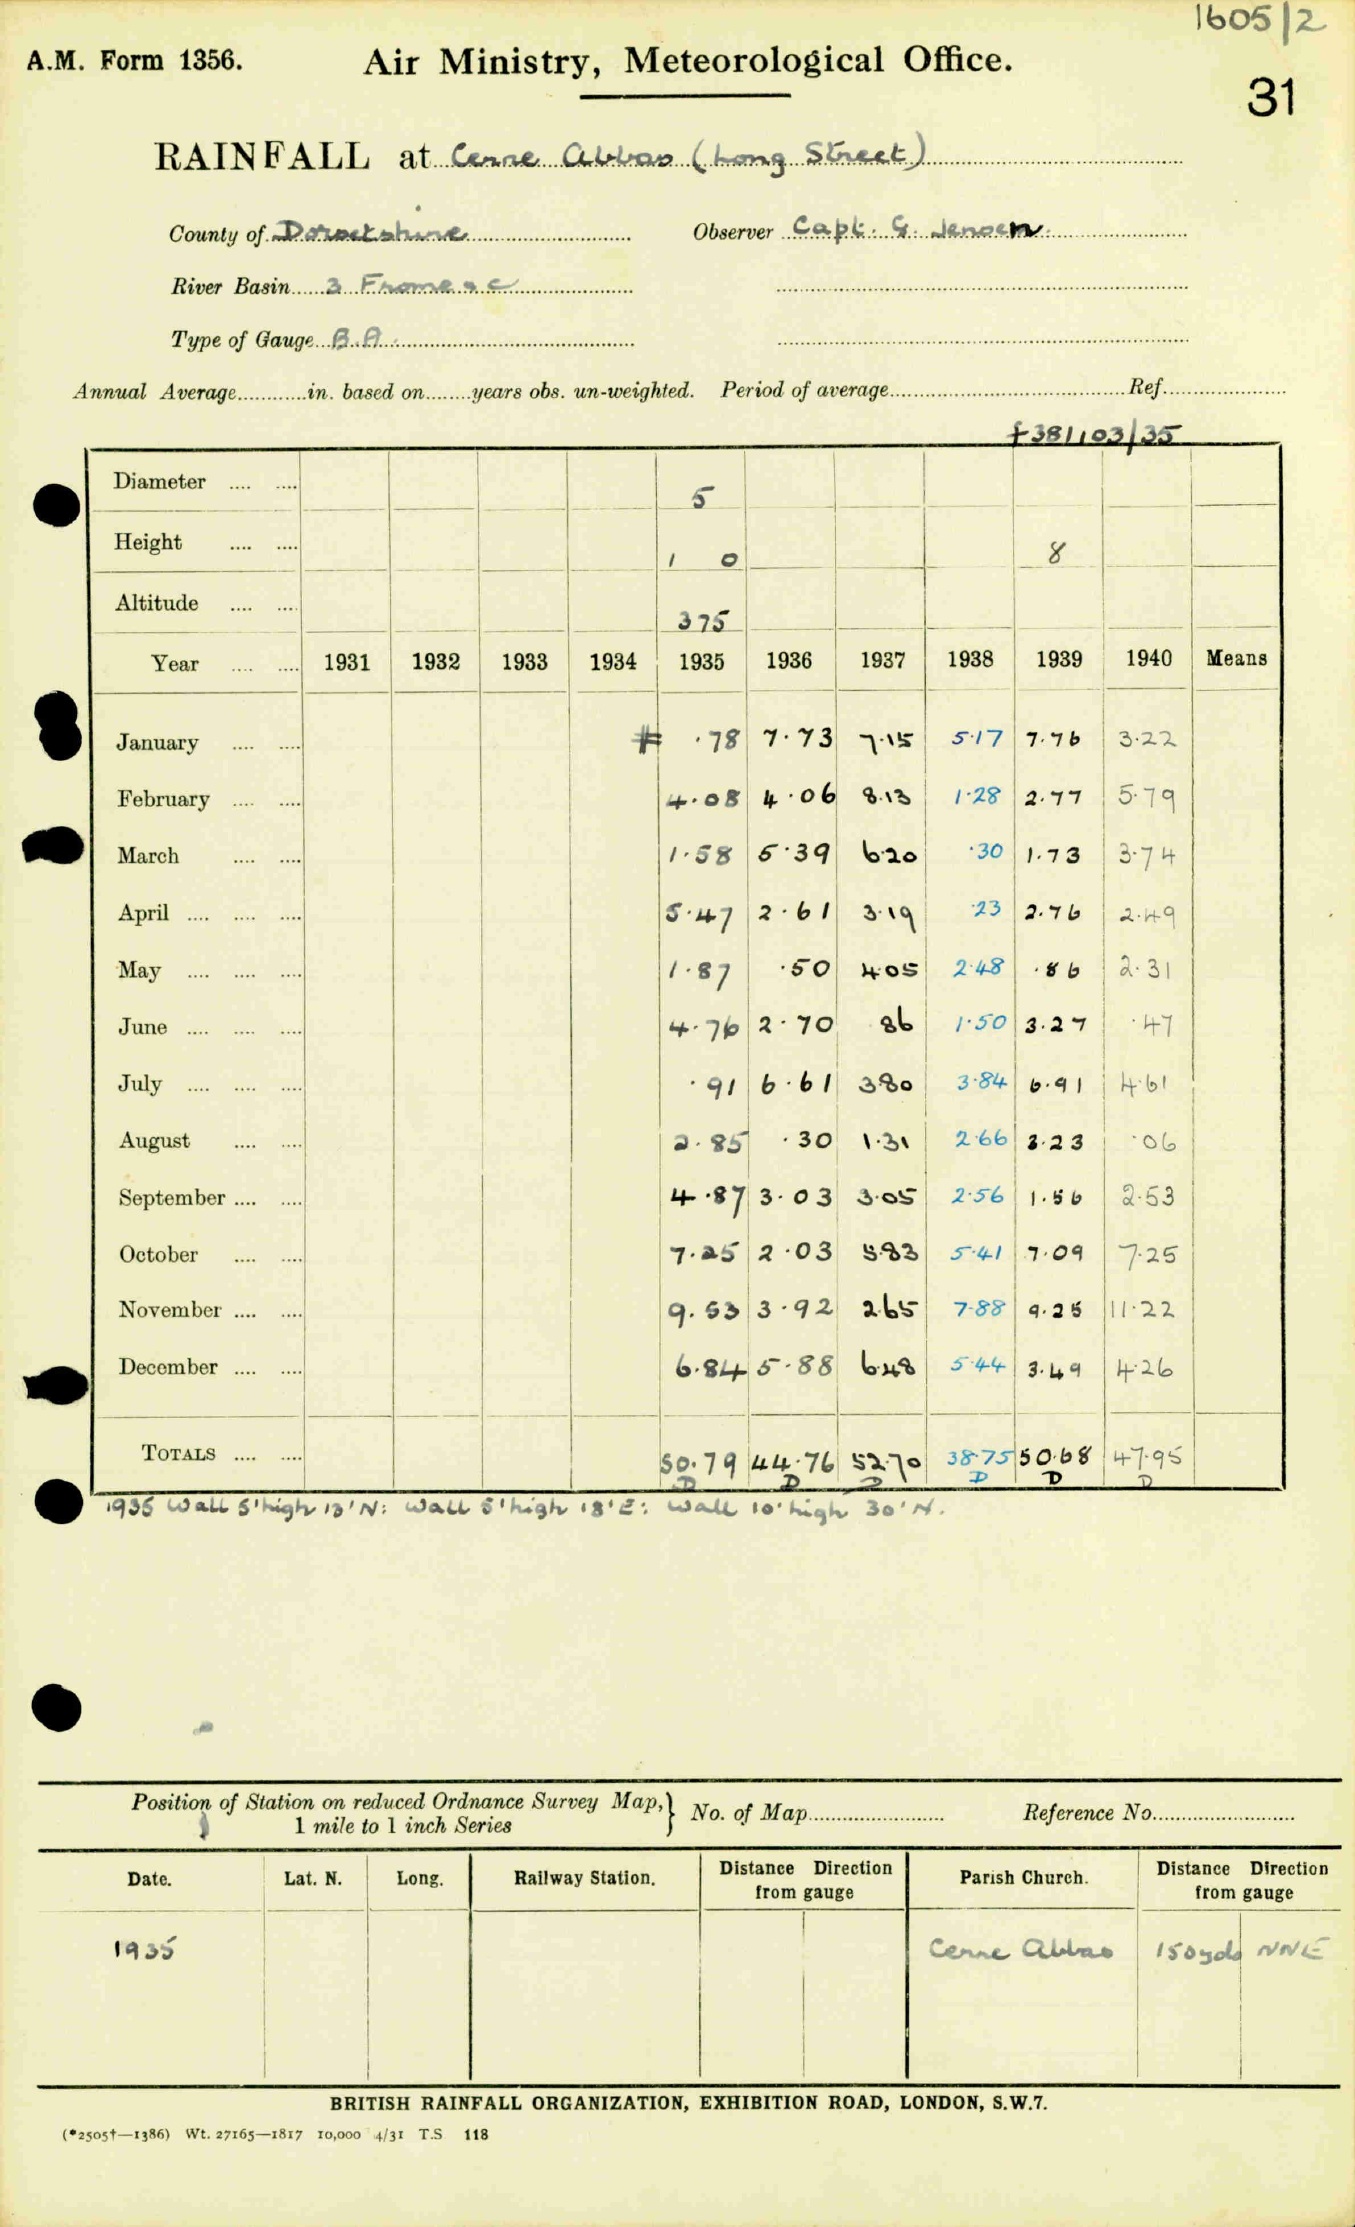 1605/2
A.M. Form 1356. Air Ministry, Meteorological Office.
31
RAINFALL at Cerne Abbas (Long Street)
County of Dorsetshire Observer Capt. G. Jensen.
River Basin 3 Frome &c
Type of Gauge B.A.
Annual Average............in. based on........years obs. un-weighted. Period of average............Ref............
f381103/35
Diameter .... .... 5
Height .... .... 1 0 8
Altitude .... .... 375
Year .... .... 1931 1932 1933 1934 1935 1936 1937 1938 1939 1940 Means
January .... .... # ·78 7·73 7·15 5·17 7·76 3·22
February .... .... 4·08 4·06 8·13 1·28 2·77 5·79
March .... .... 1·58 5·39 6·20 ·30 1·73 3·74
April .... .... .... 5·47 2·61 3·19 ·23 2·76 2·49
May .... .... .... 1·87 ·50 4·05 2·48 ·86 2·31
June .... .... .... 4·76 2·70 86 1·50 3·27 ·47
July .... .... .... ·91 6·61 3·80 3·84 6·91 4·61
August .... .... 2·85 ·30 1·31 2·66 3·23 ·06
September .... .... 4·87 3·03 3·05 2·56 1·56 2·53
October .... .... 7·25 2·03 5·83 5·41 7·09 7·25
November .... .... 9·53 3·92 2·65 7·88 9·25 11·22
December .... .... 6·84 5·88 6·48 5·44 3·49 4·26
TOTALS .... .... 50·79 44·76 52·70 38·75 50·68 47·95
D D D D D D
1935 Wall 5' high 13' N: Wall 5' high 18' E: Wall 10' high 30' N.
Position of Station on reduced Ordnance Survey Map,} No. of Map............ Reference No............
1 mile to 1 inch Series
Date. Lat. N. Long. Railway Station. Distance Direction from gauge Parish Church. Distance Direction from gauge
1935 Cerne Abbas 150yds NNE
BRITISH RAINFALL ORGANIZATION, EXHIBITION ROAD, LONDON, S.W.7.
(*2505†—1386) Wt. 27165—1817 10,000 4/31 T.S 118